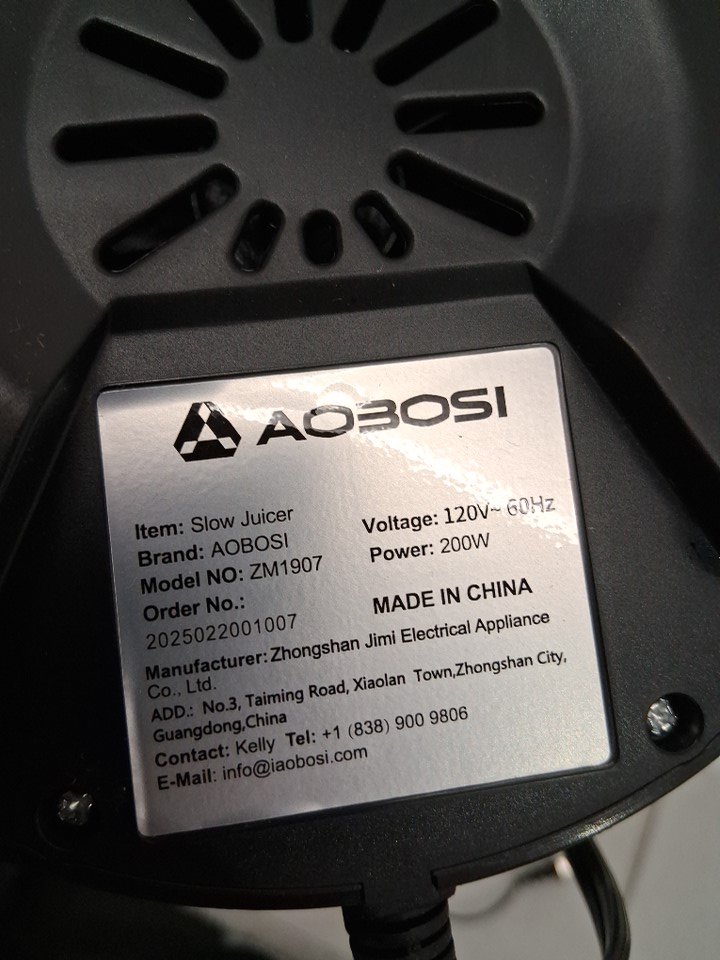 AOBOSI
Item: Slow Juicer
Brand: AOBOSI
Model NO: ZM1907
Order No.:
2025022001007
Voltage: 120V~ 60Hz
Power: 200W
MADE IN CHINA
Manufacturer: Zhongshan Jimi Electrical Appliance
Co., Ltd.
ADD.: No.3, Taiming Road, Xiaolan Town,Zhongshan City,
Guangdong,China
Contact: Kelly Tel: +1 (838) 900 9806
E-Mail: info@iaobosi.com